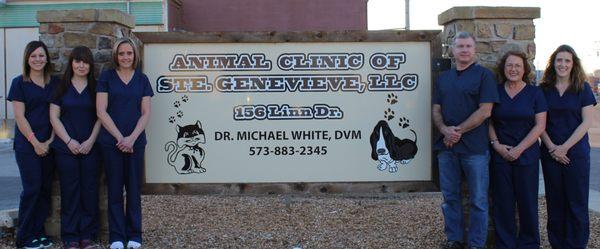 ANIMAL CLINIC OF
STE. GENEVIEVE, LLC
156 Linn Dr.
DR. MICHAEL WHITE, DVM
573-883-2345